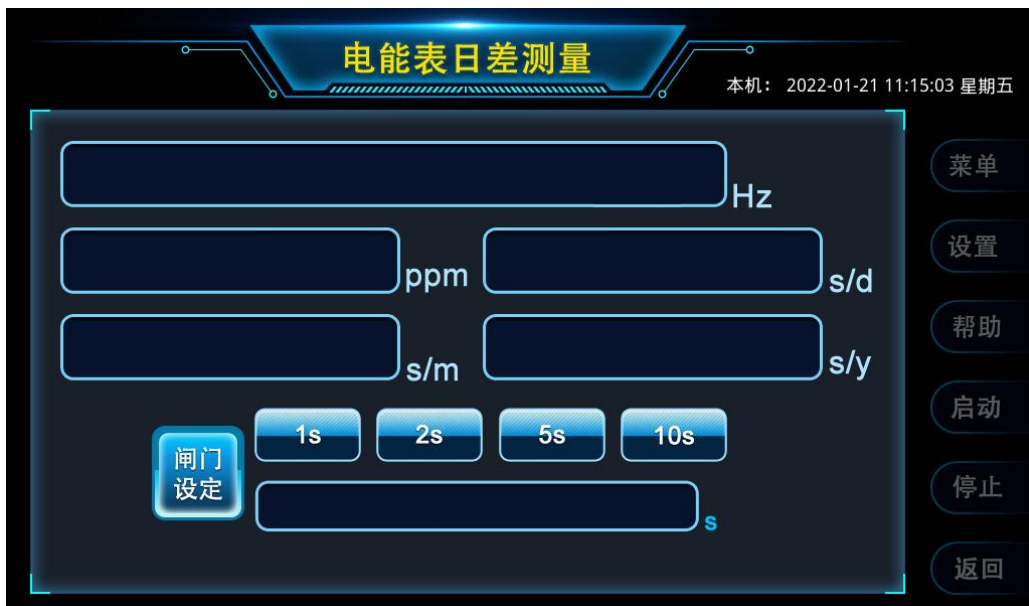 电能表日差测量
本机： 2022-01-21 11:15:03 星期五
Hz
ppm
s/d
s/m
s/y
闸门
设定
1s
2s
5s
10s
s
菜单
设置
帮助
启动
停止
返回